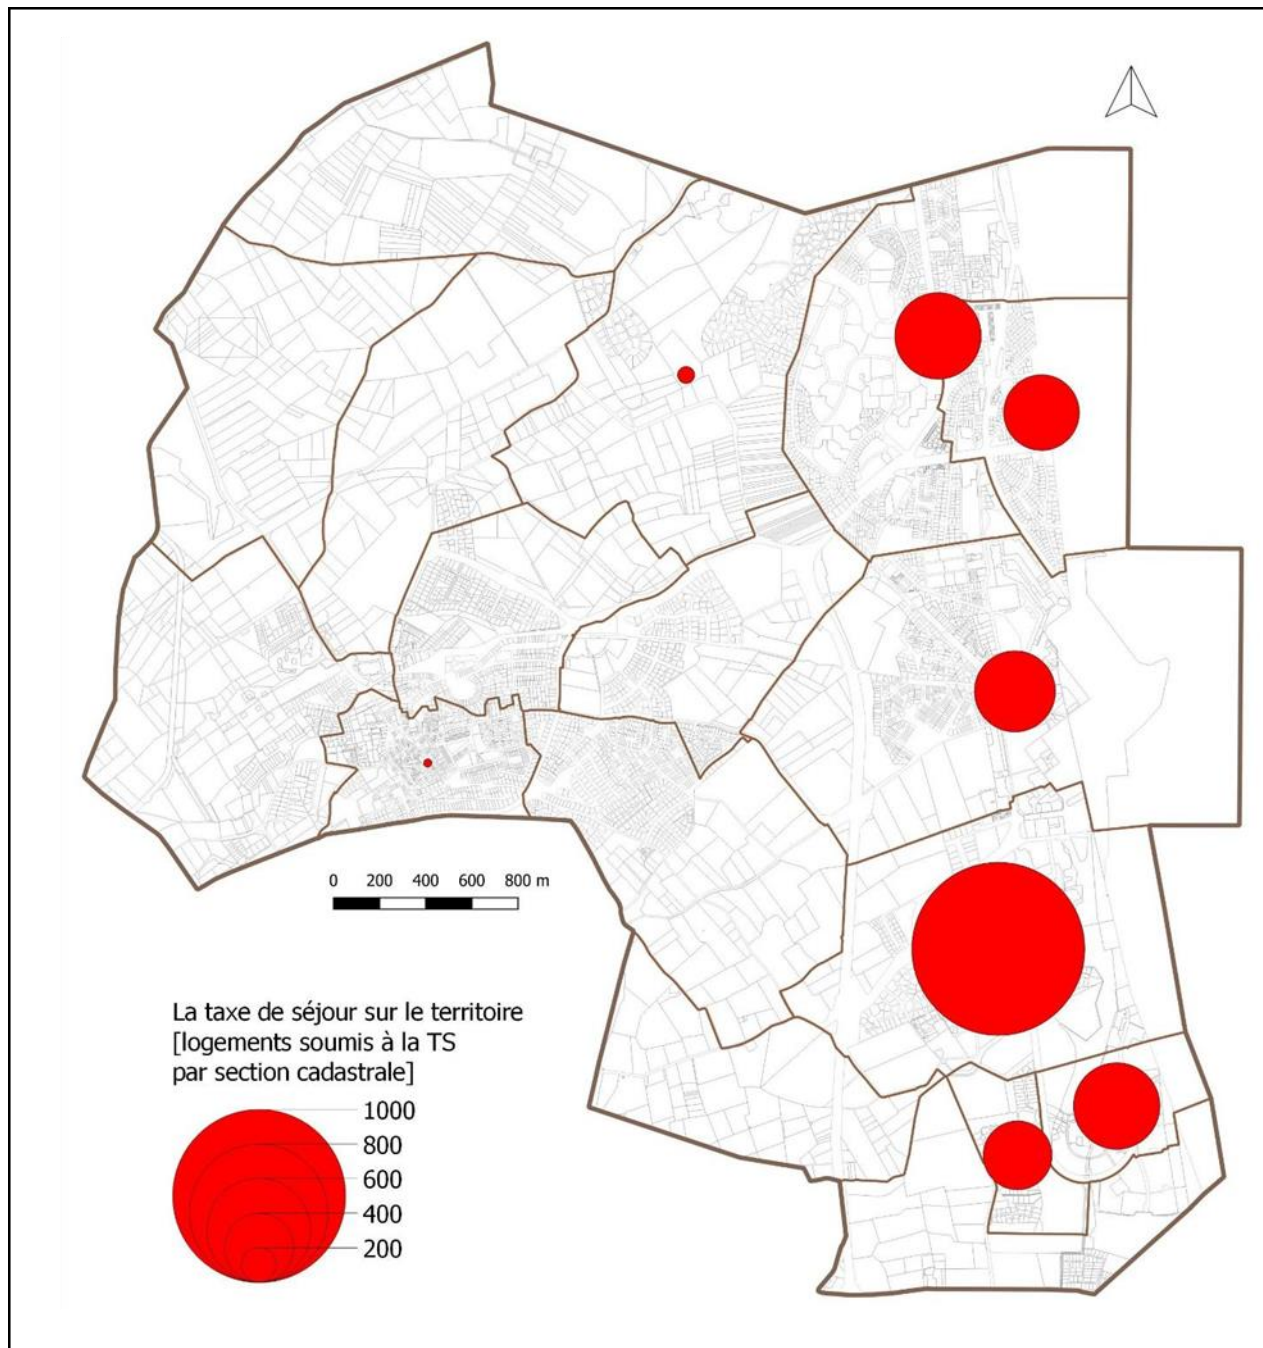 0 200 400 600 800 m
La taxe de séjour sur le territoire
[logements soumis à la TS
par section cadastrale]
1000
800
600
400
200